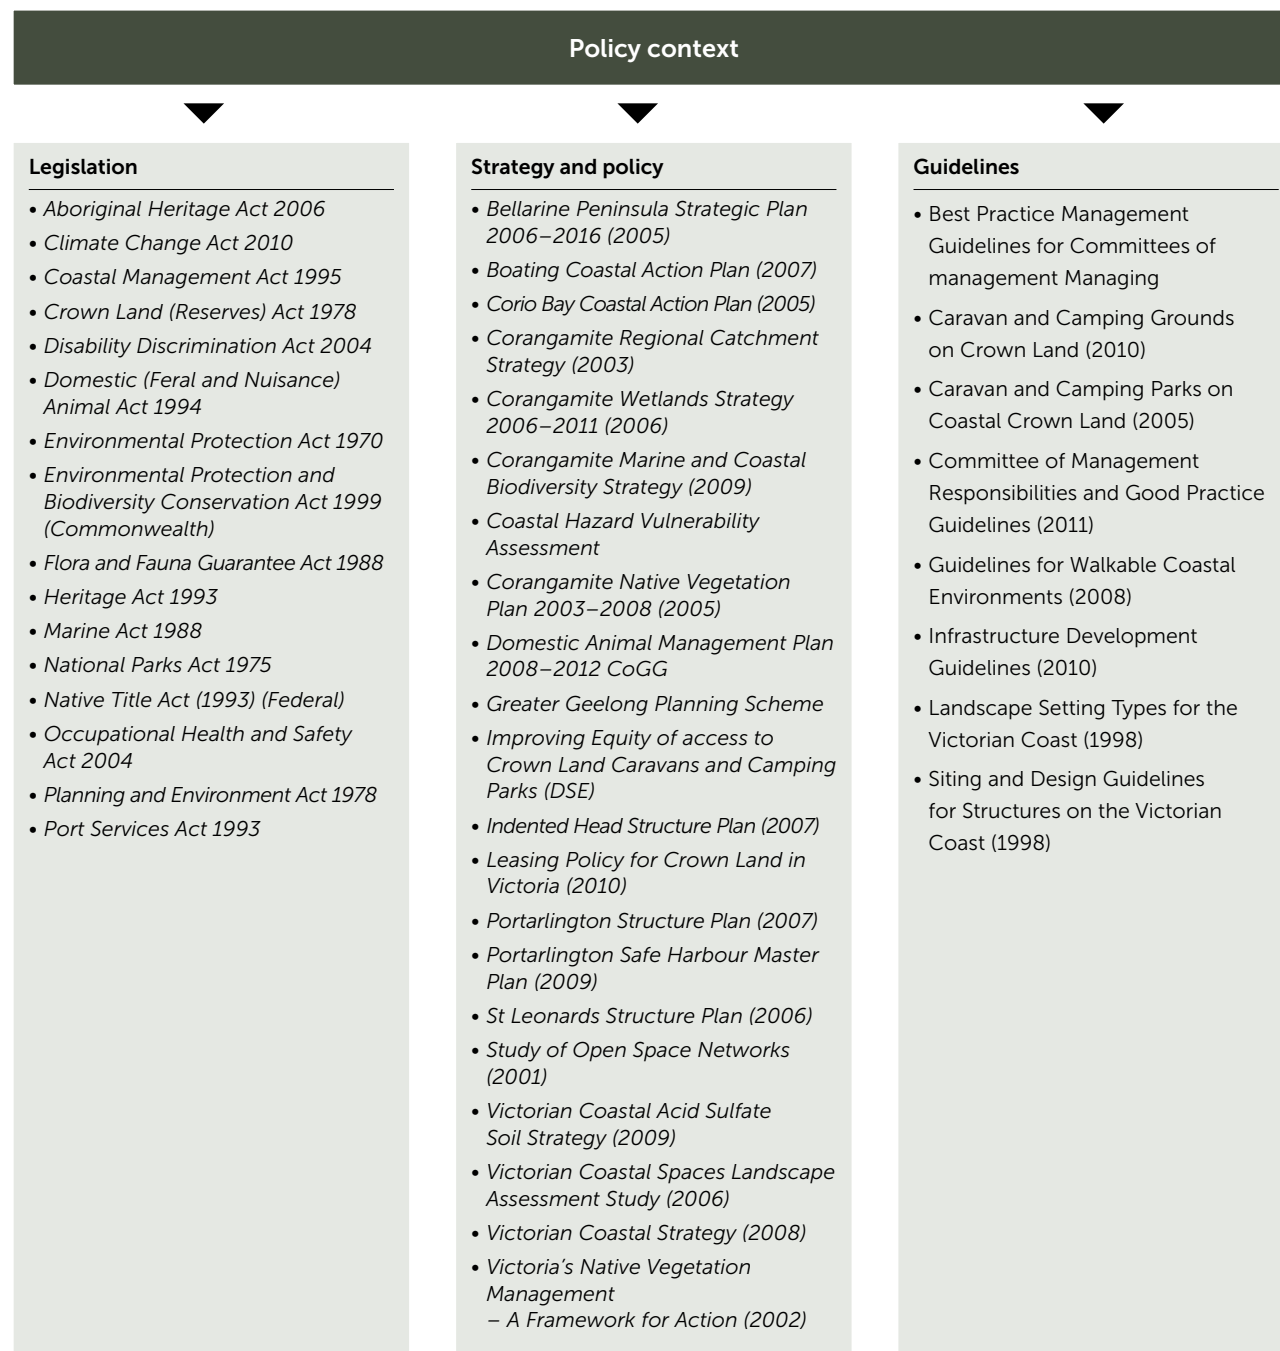 Policy context
Legislation
• Aboriginal Heritage Act 2006
• Climate Change Act 2010
• Coastal Management Act 1995
• Crown Land (Reserves) Act 1978
• Disability Discrimination Act 2004
• Domestic (Feral and Nuisance)
Animal Act 1994
• Environmental Protection Act 1970
• Environmental Protection and
Biodiversity Conservation Act 1999
(Commonwealth)
• Flora and Fauna Guarantee Act 1988
• Heritage Act 1993
• Marine Act 1988
• National Parks Act 1975
• Native Title Act (1993) (Federal)
• Occupational Health and Safety
Act 2004
• Planning and Environment Act 1978
• Port Services Act 1993
Strategy and policy
• Bellarine Peninsula Strategic Plan
2006–2016 (2005)
• Boating Coastal Action Plan (2007)
• Corio Bay Coastal Action Plan (2005)
• Corangamite Regional Catchment
Strategy (2003)
• Corangamite Wetlands Strategy
2006–2011 (2006)
• Corangamite Marine and Coastal
Biodiversity Strategy (2009)
• Coastal Hazard Vulnerability
Assessment
• Corangamite Native Vegetation
Plan 2003–2008 (2005)
• Domestic Animal Management Plan
2008–2012 CoGG
• Greater Geelong Planning Scheme
• Improving Equity of access to
Crown Land Caravans and Camping
Parks (DSE)
• Indented Head Structure Plan (2007)
• Leasing Policy for Crown Land in
Victoria (2010)
• Portarlington Structure Plan (2007)
• Portarlington Safe Harbour Master
Plan (2009)
• St Leonards Structure Plan (2006)
• Study of Open Space Networks
(2001)
• Victorian Coastal Acid Sulfate
Soil Strategy (2009)
• Victorian Coastal Spaces Landscape
Assessment Study (2006)
• Victorian Coastal Strategy (2008)
• Victoria’s Native Vegetation
Management
– A Framework for Action (2002)
Guidelines
• Best Practice Management
Guidelines for Committees of
management Managing
• Caravan and Camping Grounds
on Crown Land (2010)
• Caravan and Camping Parks on
Coastal Crown Land (2005)
• Committee of Management
Responsibilities and Good Practice
Guidelines (2011)
• Guidelines for Walkable Coastal
Environments (2008)
• Infrastructure Development
Guidelines (2010)
• Landscape Setting Types for the
Victorian Coast (1998)
• Siting and Design Guidelines
for Structures on the Victorian
Coast (1998)